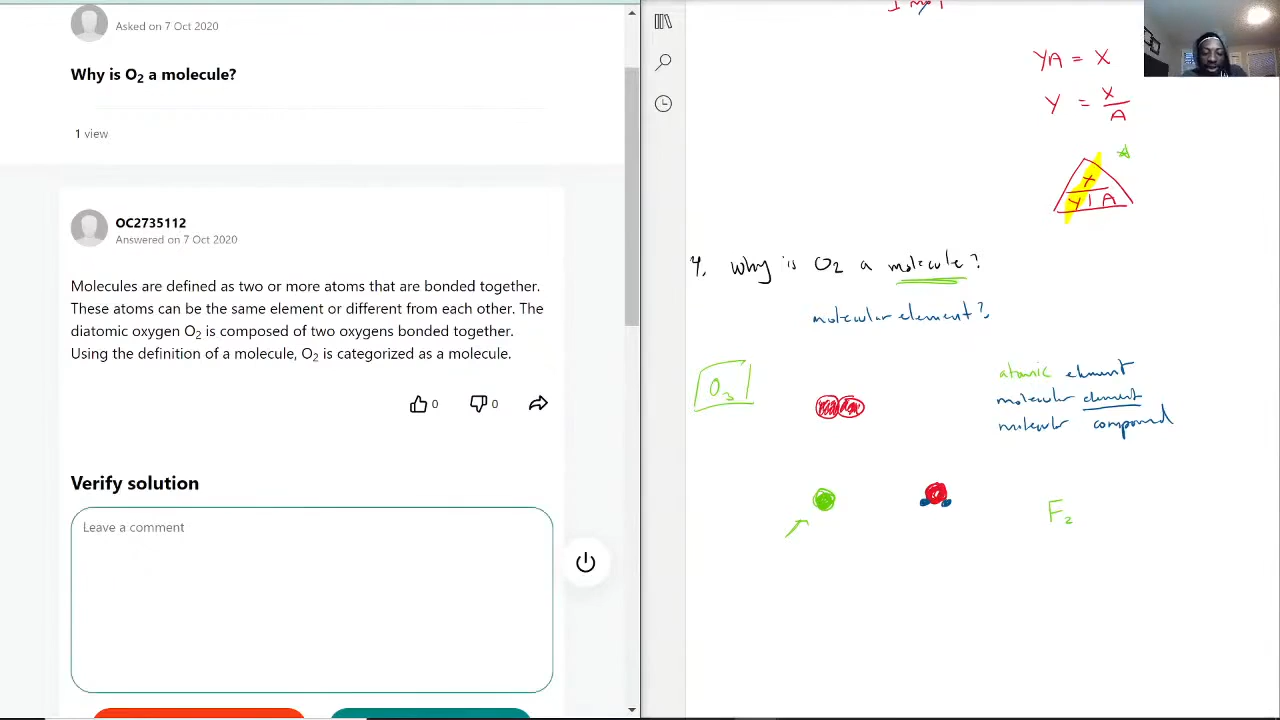 Asked on 7 Oct 2020
Why is O₂ a molecule?
1 view
OC2735112
Answered on 7 Oct 2020
Molecules are defined as two or more atoms that are bonded together.
These atoms can be the same element or different from each other. The
diatomic oxygen O₂ is composed of two oxygens bonded together.
Using the definition of a molecule, O₂ is categorized as a molecule.
0
0
Verify solution
Leave a comment
YA = X
Y = X/A
X
Y | A
4. Why is O₂ a molecule?
molecular element?
O₃
atomic element
molecular element
molecular compound
F₂